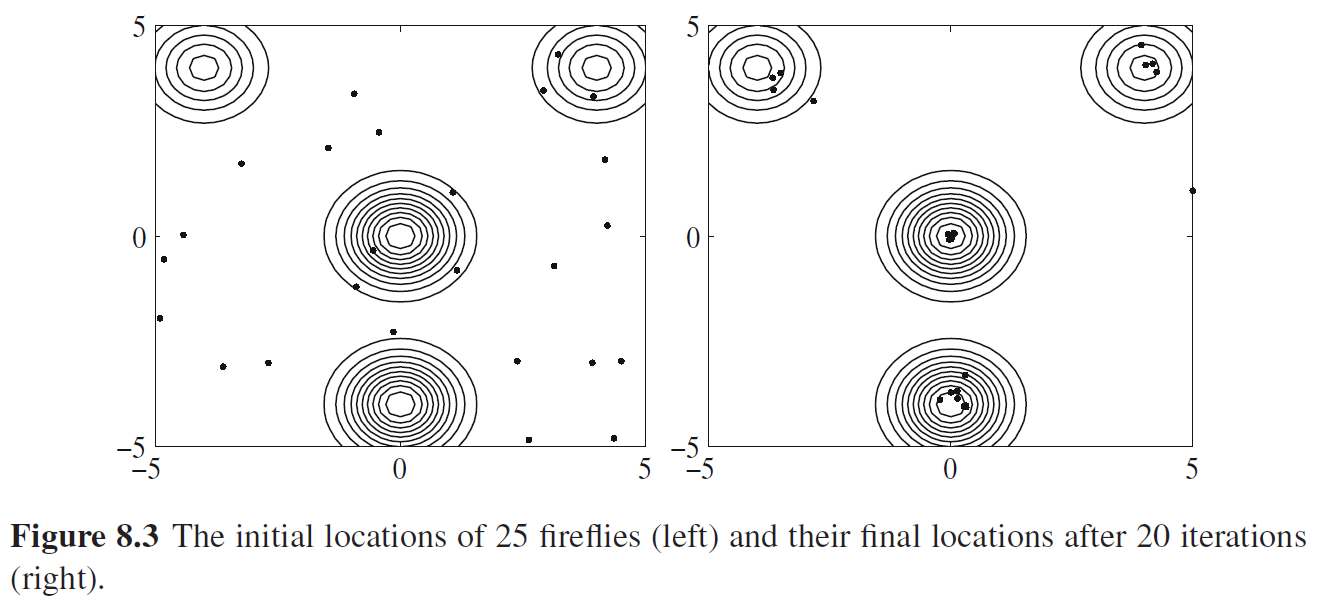 5 5
0 0
−5 −5
−5 0 5 −5 0 5
Figure 8.3 The initial locations of 25 fireflies (left) and their final locations after 20 iterations
(right).